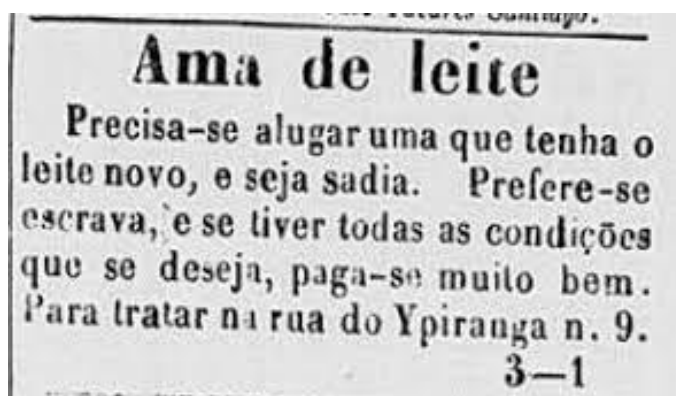 Santiago.
Ama de leite
Precisa-se alugar uma que tenha o
leite novo, e seja sadia. Prefere-se
escrava, e se tiver todas as condições
que se deseja, paga-se muito bem.
Para tratar na rua do Ypiranga n. 9.
3—1